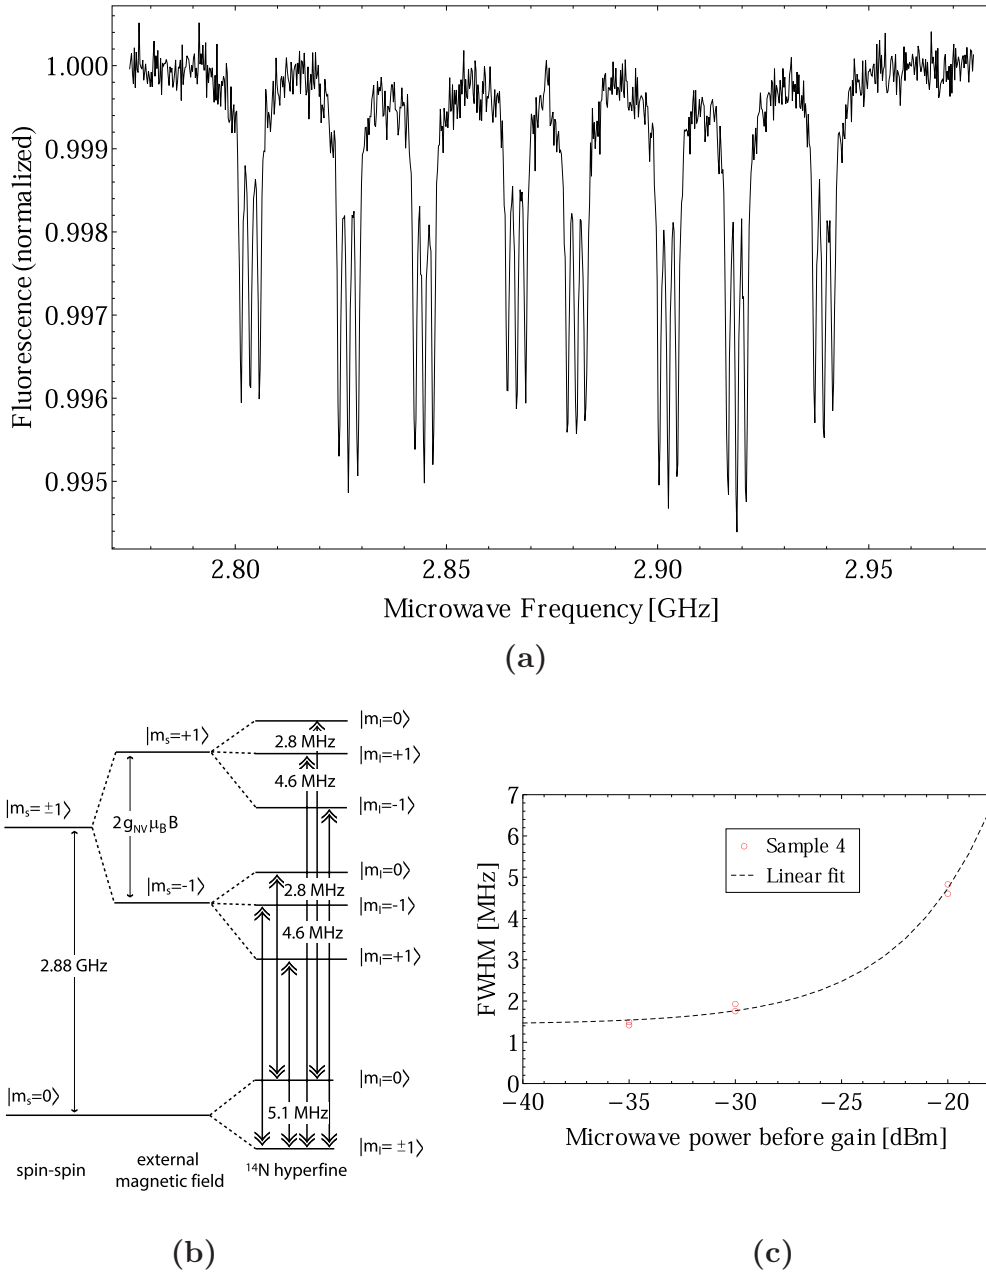 1.000
0.999
0.998
0.997
0.996
0.995
Fluorescence (normalized)
2.80 2.85 2.90 2.95
Microwave Frequency [GHz]
(a)
|mₛ=±1⟩
|mₛ=+1⟩
2gNVμBB
|mₛ=-1⟩
2.88 GHz
|mₛ=0⟩
|mI=0⟩
2.8 MHz
|mI=+1⟩
4.6 MHz
|mI=-1⟩
|mI=0⟩
2.8 MHz
|mI=-1⟩
4.6 MHz
|mI=+1⟩
|mI=0⟩
5.1 MHz
|mI=±1⟩
spin-spin
external
magnetic field
¹⁴N hyperfine
(b)
7
6
5
4
3
2
1
0
FWHM [MHz]
Sample 4
Linear fit
−40 −35 −30 −25 −20
Microwave power before gain [dBm]
(c)